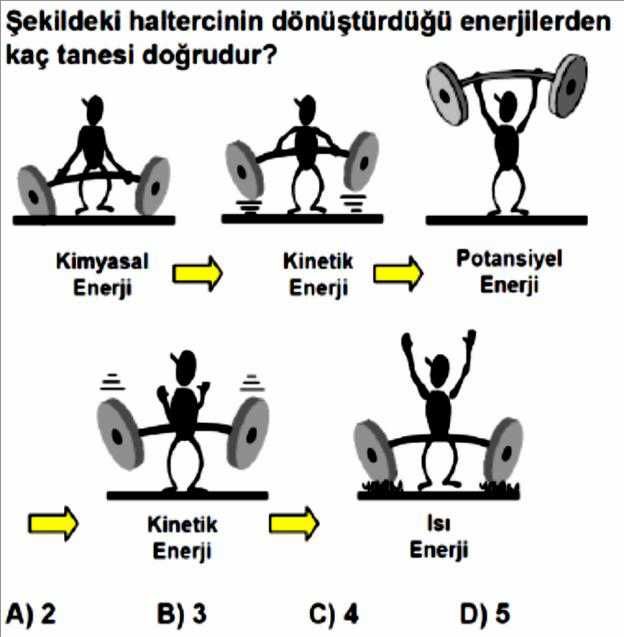 Şekildeki haltercinin dönüştürdüğü enerjilerden
kaç tanesi doğrudur?
Kimyasal
Enerji
Kinetik
Enerji
Potansiyel
Enerji
Kinetik
Enerji
Isı
Enerji
A) 2 B) 3 C) 4 D) 5